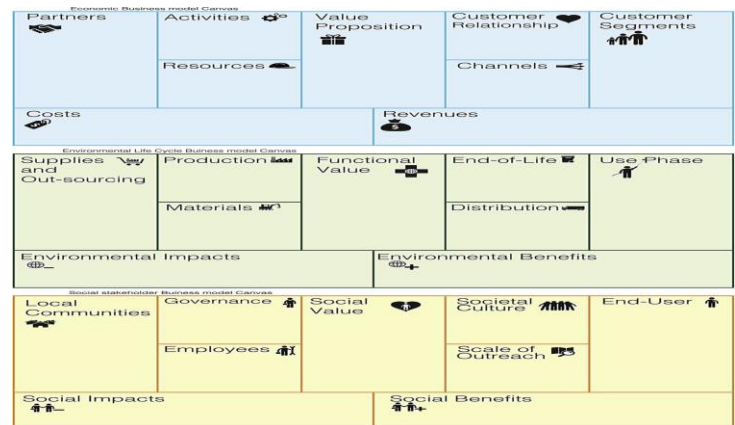 Economic Business model Canvas
Partners
Activities
Value
Proposition
Customer
Relationship
Customer
Segments
Resources
Channels
Costs
Revenues
Environmental Life Cycle Buiness model Canvas
Supplies
and
Out-sourcing
Production
Functional
Value
End-of-Life
Use Phase
Materials
Distribution
Environmental Impacts
Environmental Benefits
Social stakeholder Buiness model Canvas
Local
Communities
Governance
Social
Value
Societal
Culture
End-User
Employees
Scale of
Outreach
Social Impacts
Social Benefits